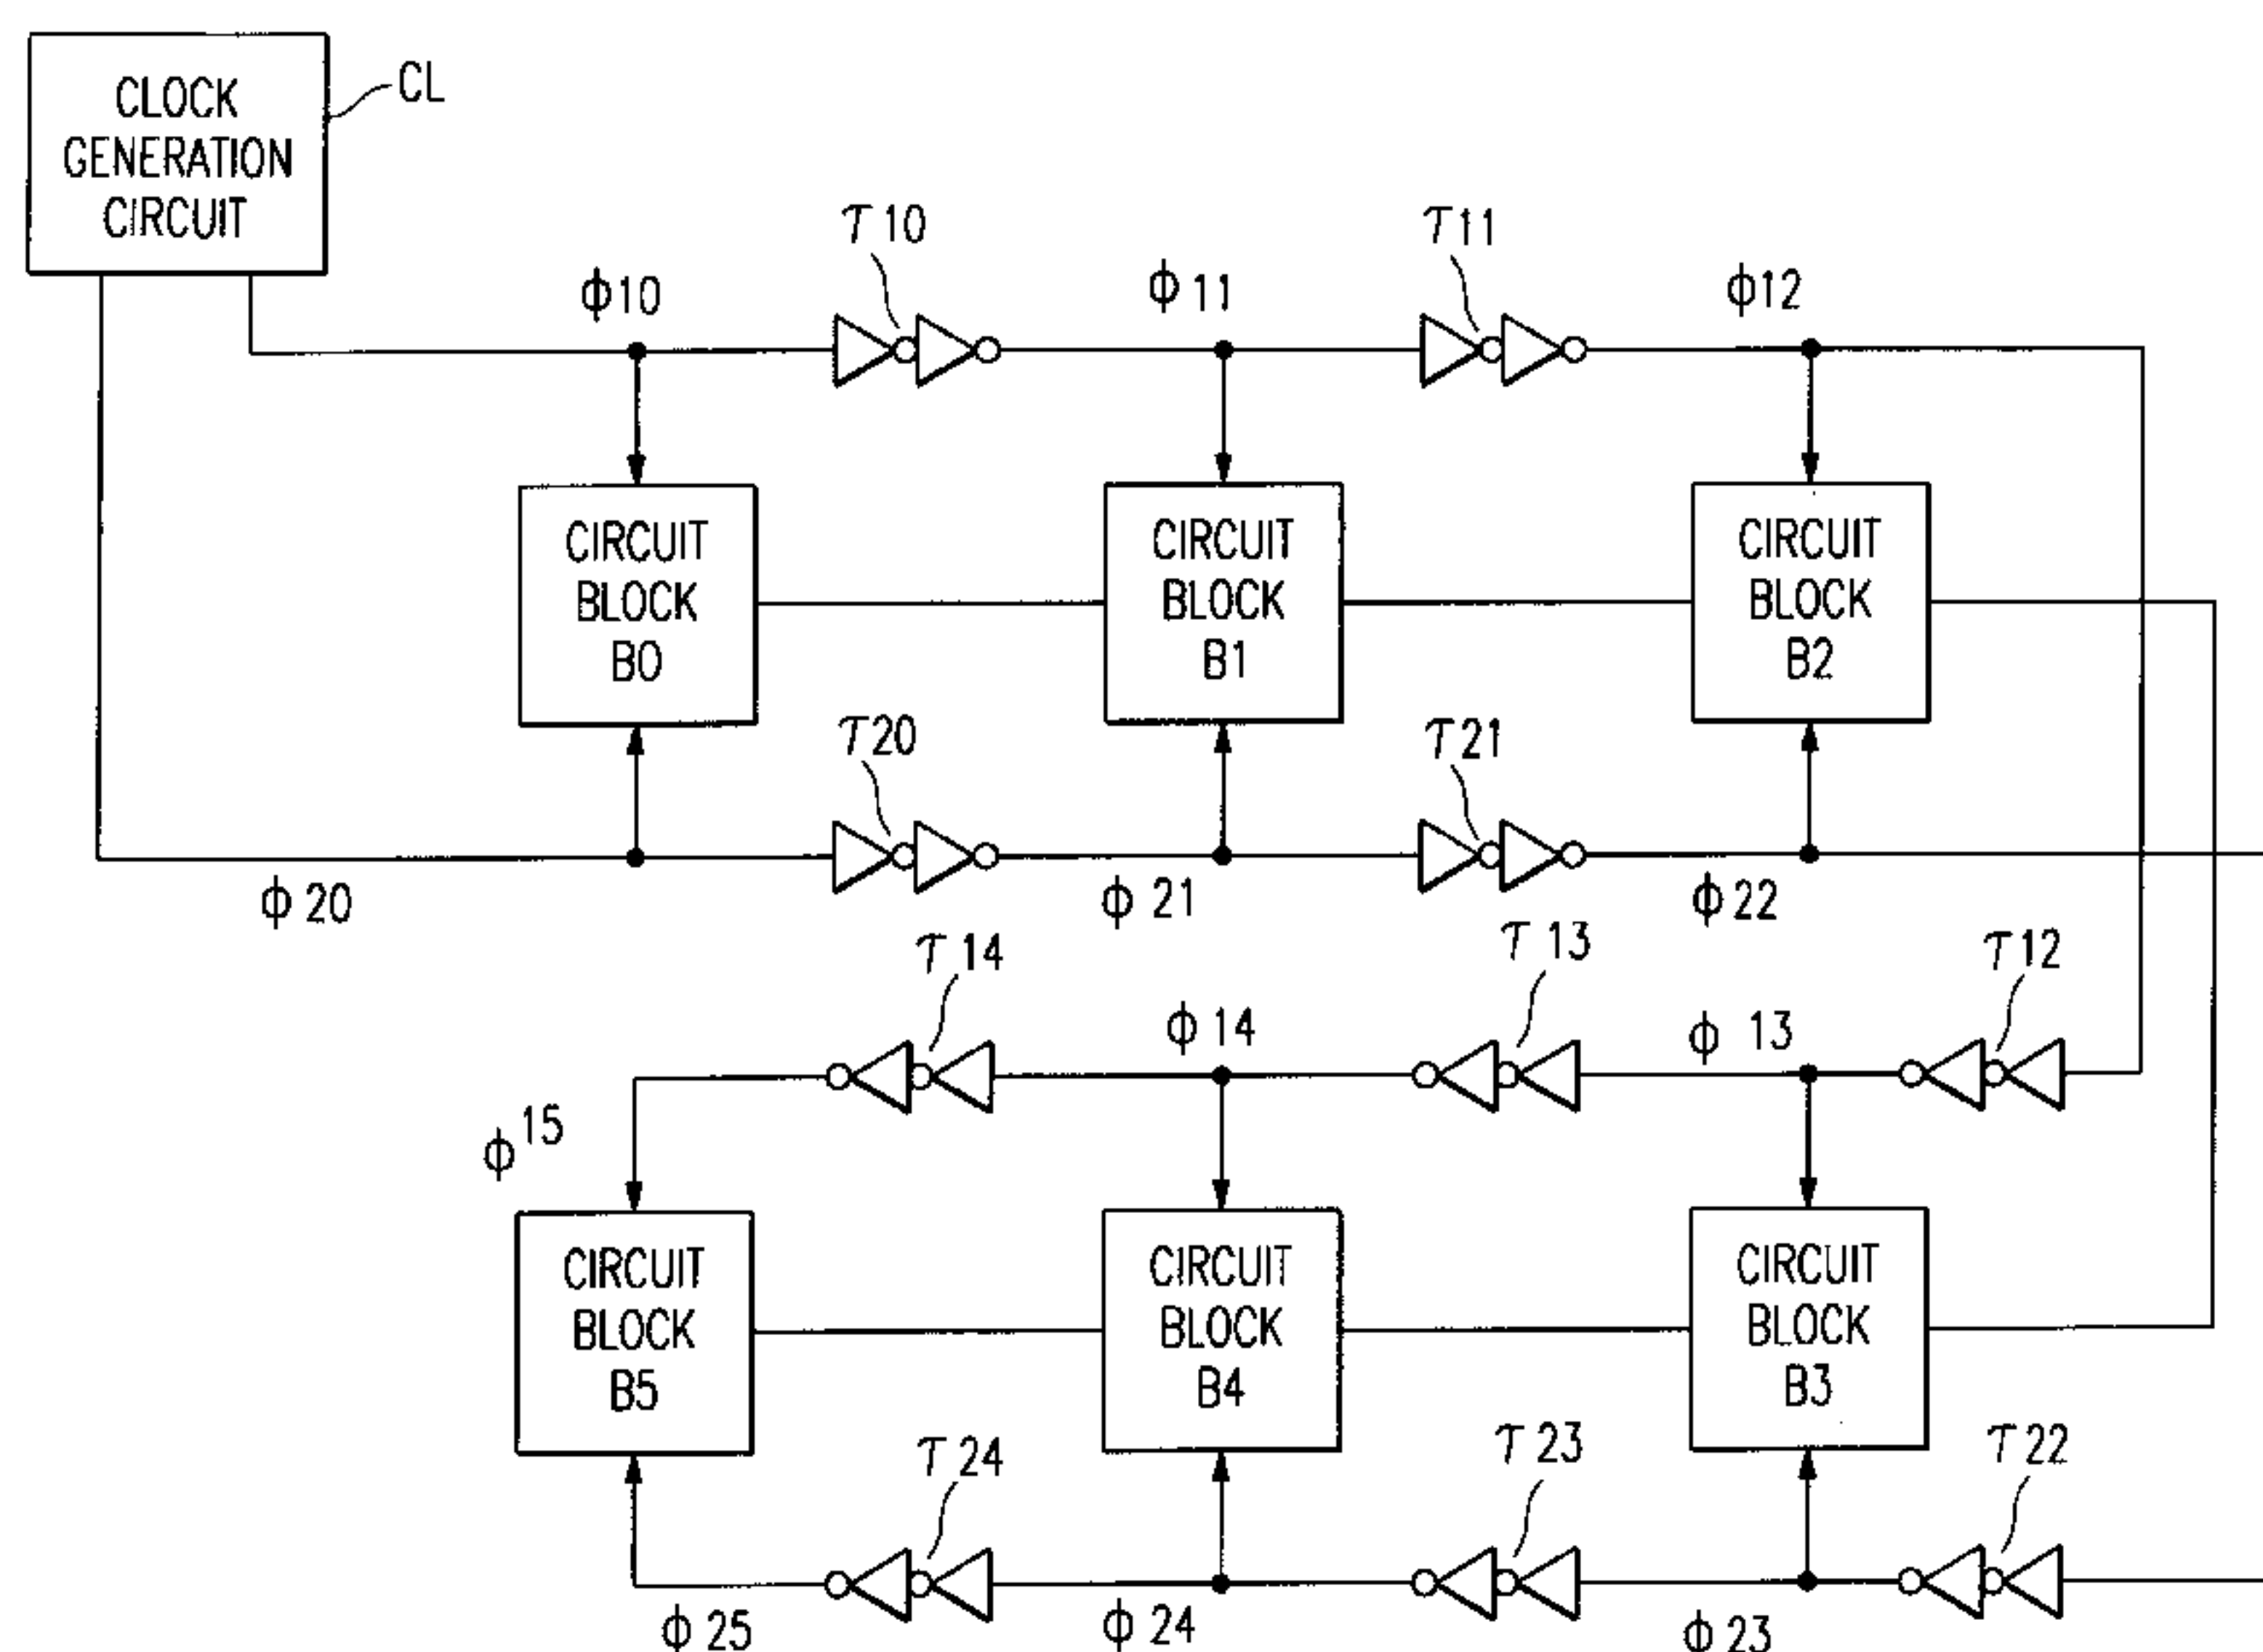 CLOCK
GENERATION
CIRCUIT
CL
τ10
τ11
ϕ10
ϕ11
ϕ12
CIRCUIT
BLOCK
B0
CIRCUIT
BLOCK
B1
CIRCUIT
BLOCK
B2
τ20
τ21
ϕ20
ϕ21
ϕ22
τ14
τ13
τ12
ϕ14
ϕ13
ϕ15
CIRCUIT
BLOCK
B5
CIRCUIT
BLOCK
B4
CIRCUIT
BLOCK
B3
τ24
τ23
τ22
ϕ25
ϕ24
ϕ23